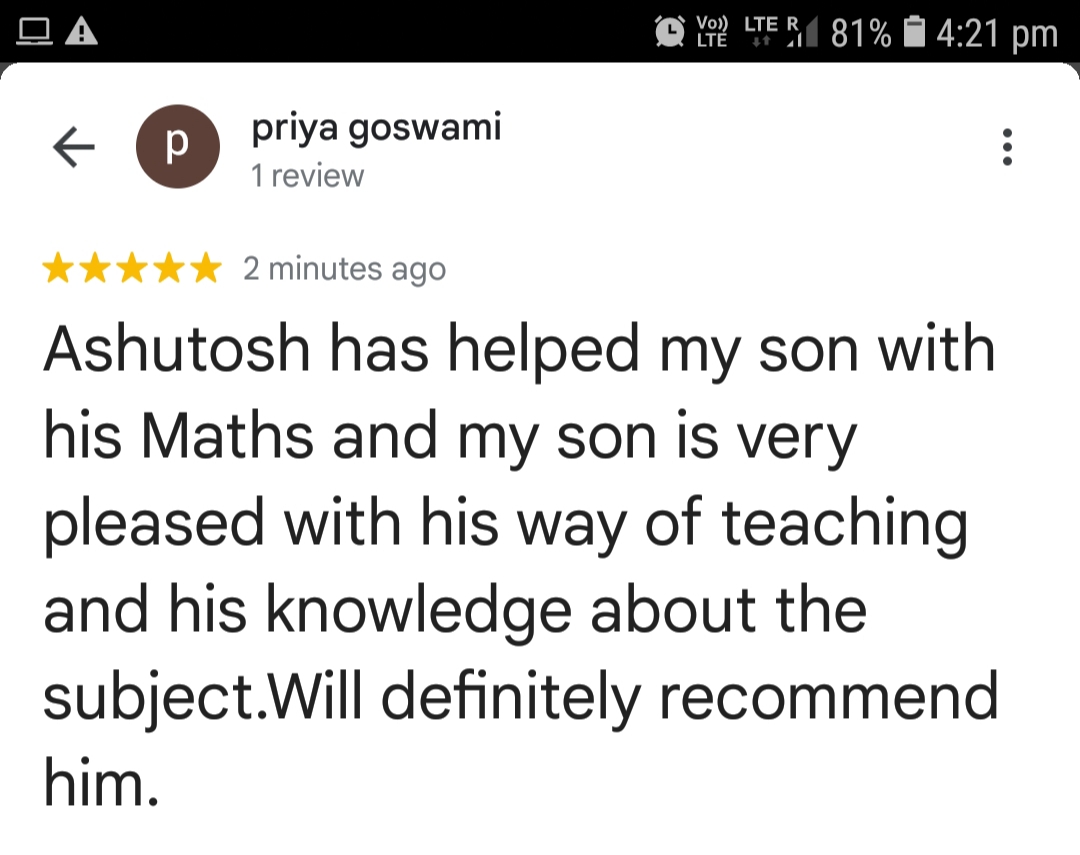 Vo)) LTE LTE R 81% 4:21 pm
p
priya goswami
1 review
2 minutes ago
Ashutosh has helped my son with
his Maths and my son is very
pleased with his way of teaching
and his knowledge about the
subject.Will definitely recommend
him.